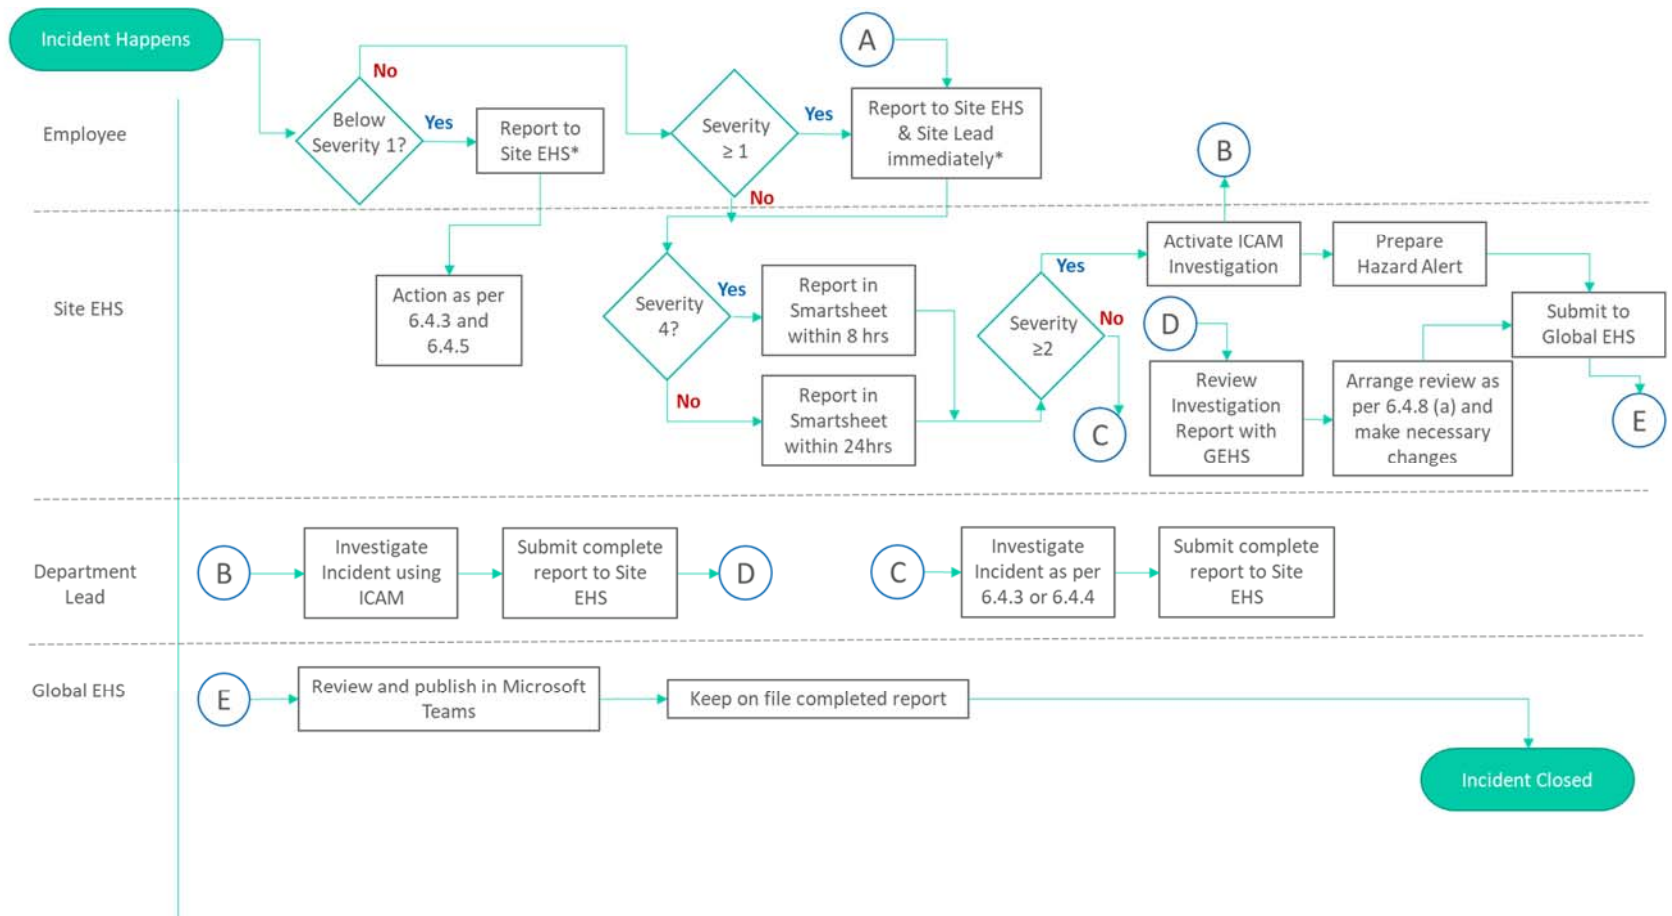 Incident Happens
Employee
No
Below
Severity 1?
Yes
Report to
Site EHS*
Severity
≥ 1
Yes
No
A
Report to Site EHS
& Site Lead
immediately*
B
Site EHS
Action as per
6.4.3 and
6.4.5
Severity
4?
Yes
No
Report in
Smartsheet
within 8 hrs
Report in
Smartsheet
within 24hrs
Severity
≥2
Yes
No
C
Activate ICAM
Investigation
Prepare
Hazard Alert
Submit to
Global EHS
D
Review
Investigation
Report with
GEHS
Arrange review as
per 6.4.8 (a) and
make necessary
changes
E
Department
Lead
B
Investigate
Incident using
ICAM
Submit complete
report to Site
EHS
D
C
Investigate
Incident as per
6.4.3 or 6.4.4
Submit complete
report to Site
EHS
Global EHS
E
Review and publish in Microsoft
Teams
Keep on file completed report
Incident Closed